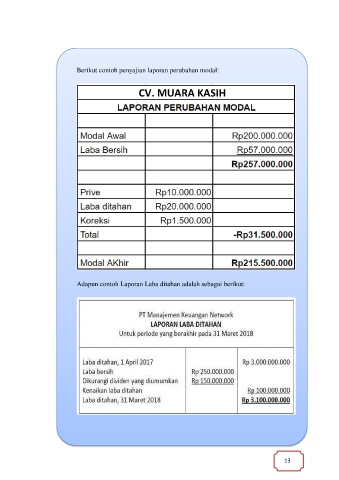 Berikut contoh penyajian laporan perubahan modal:
CV. MUARA KASIH
LAPORAN PERUBAHAN MODAL
Modal Awal Rp200.000.000
Laba Bersih Rp57.000.000
Rp257.000.000
Prive Rp10.000.000
Laba ditahan Rp20.000.000
Koreksi Rp1.500.000
Total -Rp31.500.000
Modal AKhir Rp215.500.000
Adapun contoh Laporan Laba ditahan adalah sebagai berikut:
PT Manajemen Keuangan Network
LAPORAN LABA DITAHAN
Untuk periode yang berakhir pada 31 Maret 2018
Laba ditahan, 1 April 2017 Rp 3.000.000.000
Laba bersih Rp 250.000.000
Dikurangi dividen yang diumumkan Rp 150.000.000
Kenaikan laba ditahan Rp 100.000.000
Laba ditahan, 31 Maret 2018 Rp 3.100.000.000
13